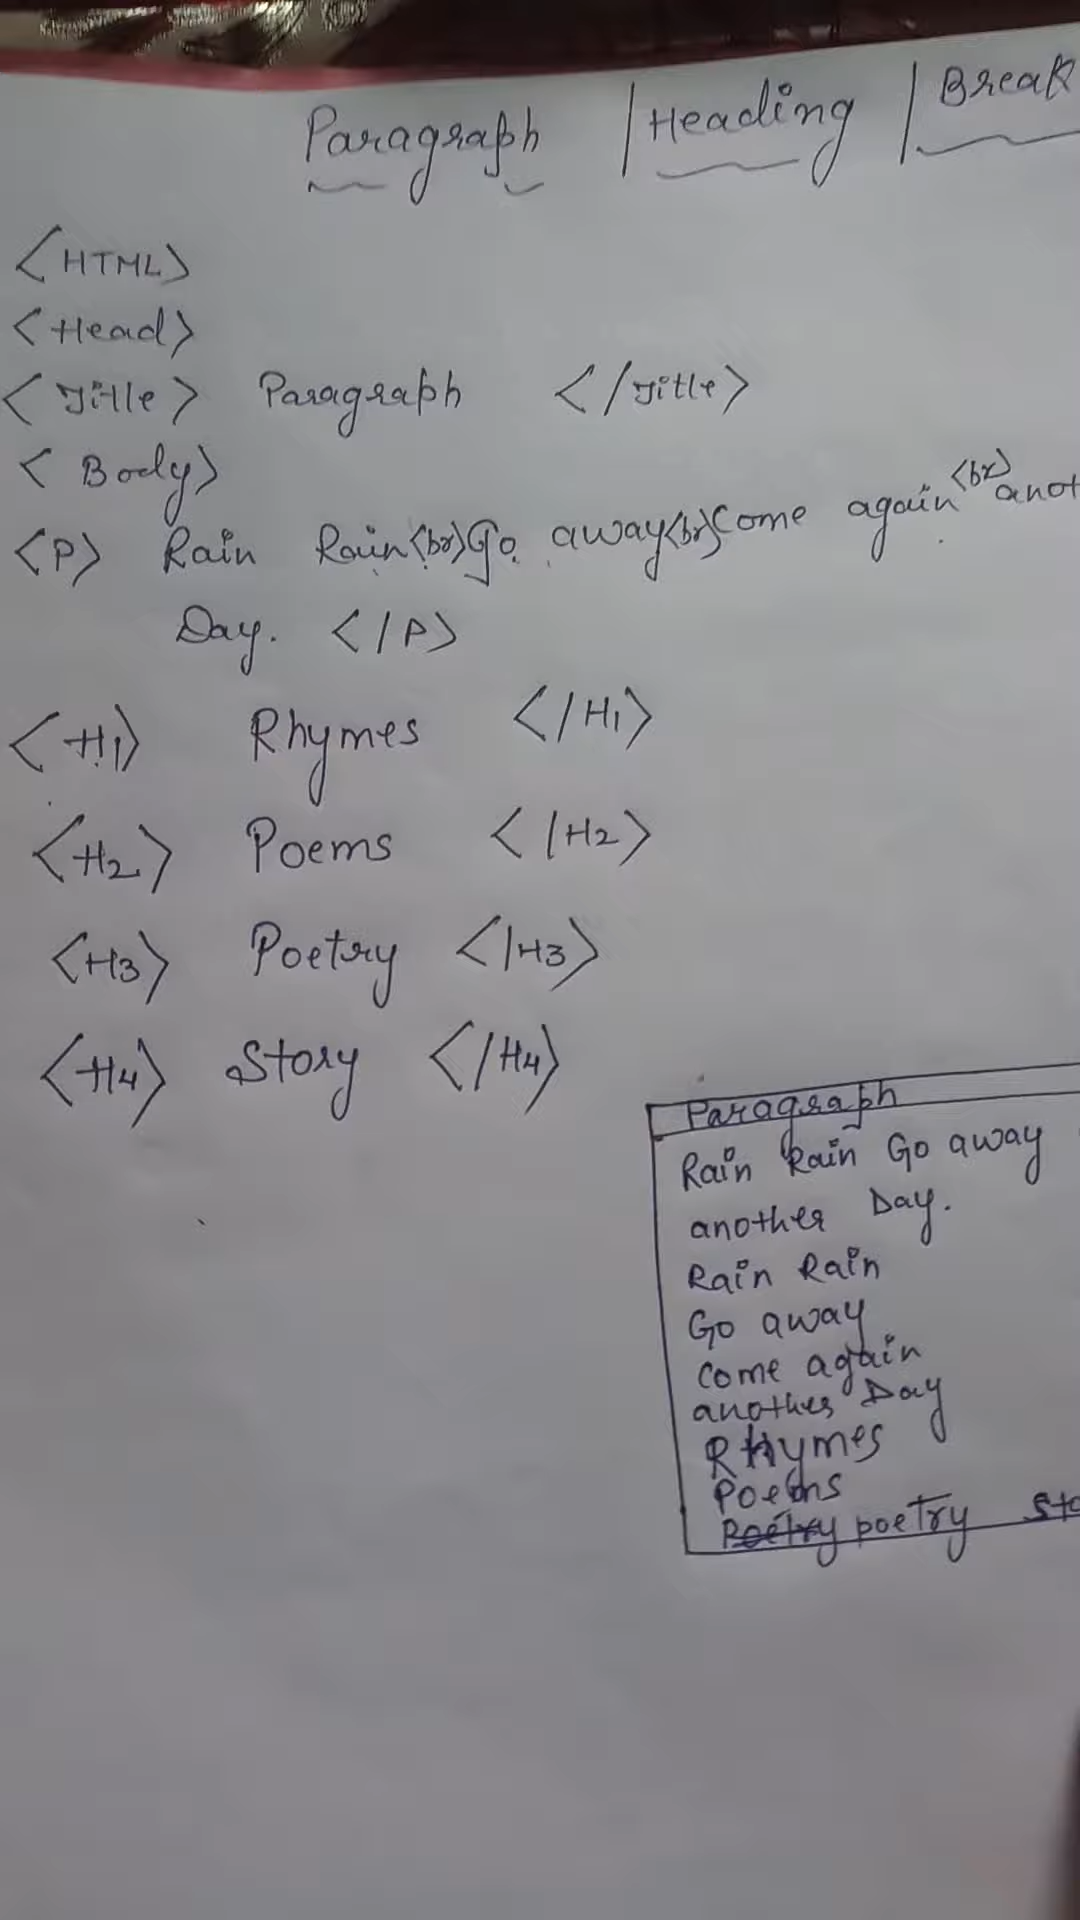 Paragraph / Heading / Break
<HTML>
<Head>
<Title> Paragraph </Title>
<Body>
<P> Rain Rain<br>Go away<br>Come again<br>anot
Day. </P>
<H1> Rhymes </H1>
<H2> Poems </H2>
<H3> Poetry </H3>
<H4> Story </H4>
Paragraph
Rain Rain Go away
another Day.
Rain Rain
Go away
come again
another Day
RHymes
Poems
poetry sto